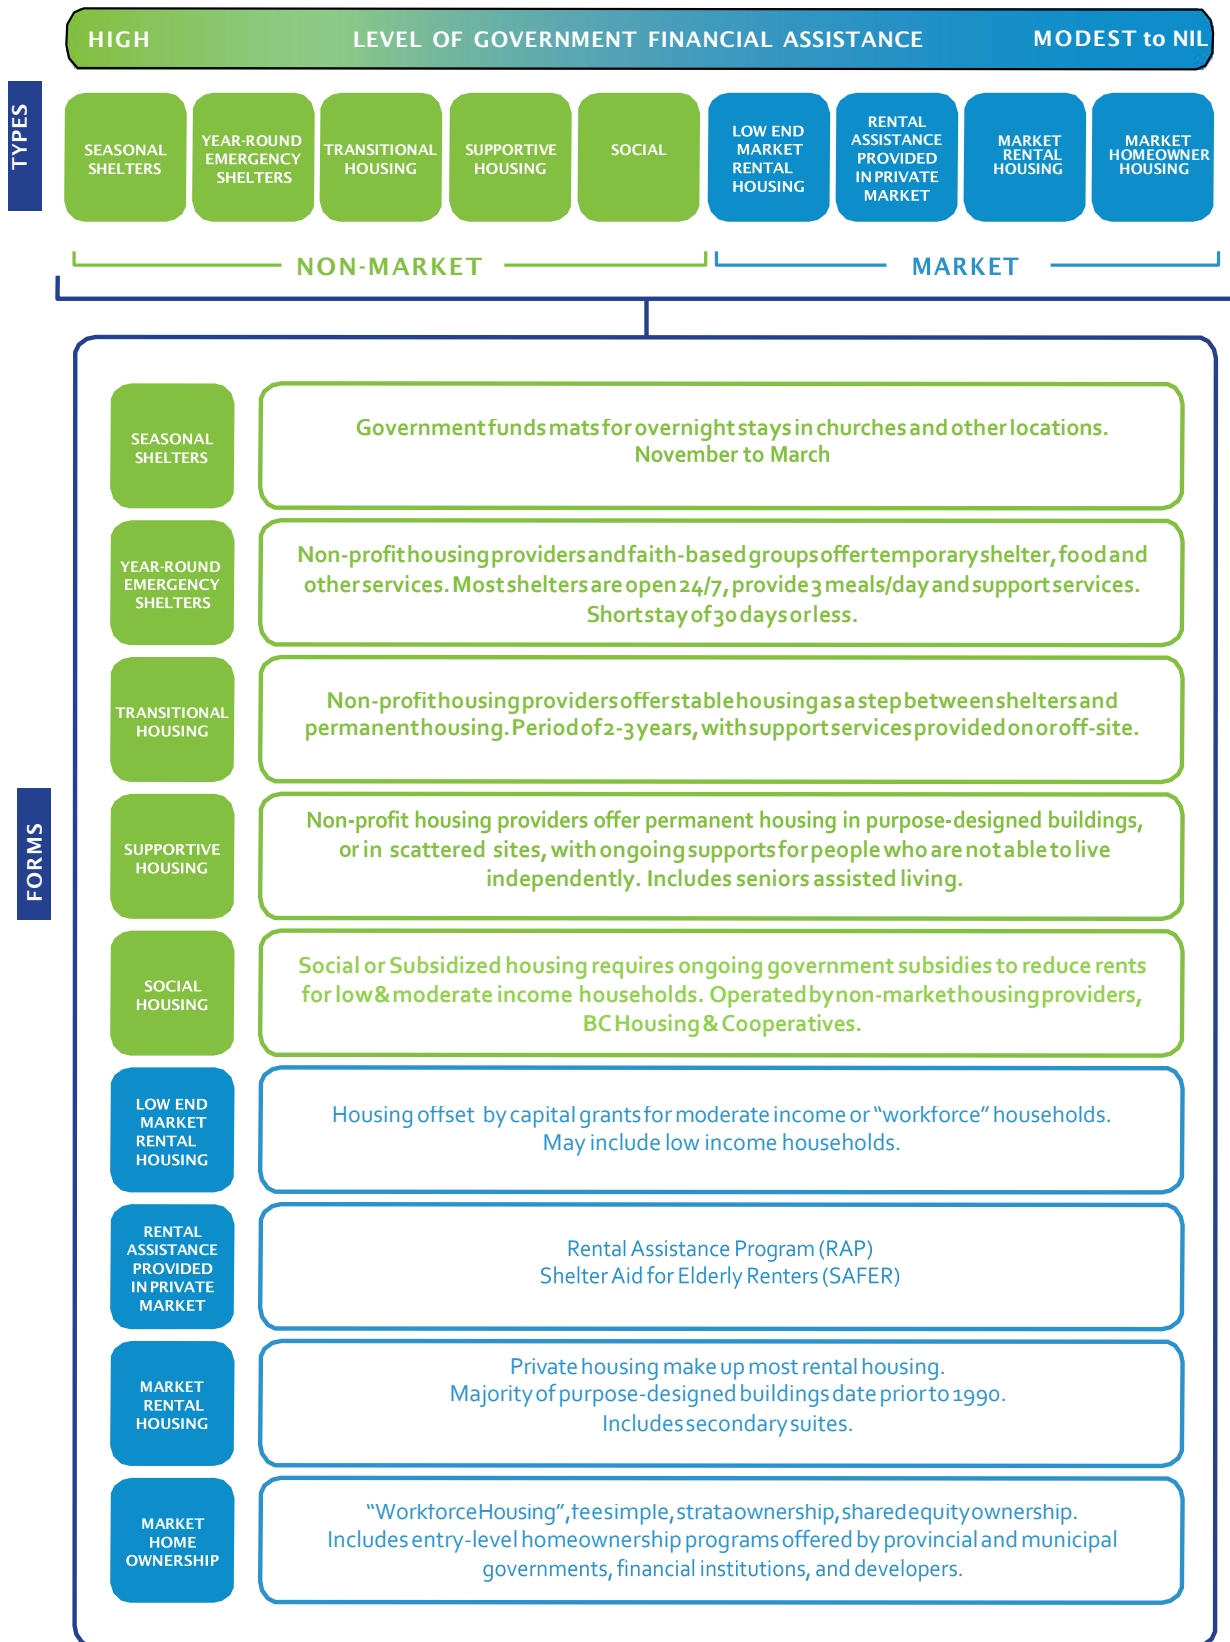 HIGH LEVEL OF GOVERNMENT FINANCIAL ASSISTANCE MODEST to NIL
TYPES
SEASONAL
SHELTERS
YEAR-ROUND
EMERGENCY
SHELTERS
TRANSITIONAL
HOUSING
SUPPORTIVE
HOUSING
SOCIAL
LOW END
MARKET
RENTAL
HOUSING
RENTAL
ASSISTANCE
PROVIDED
IN PRIVATE
MARKET
MARKET
RENTAL
HOUSING
MARKET
HOMEOWNER
HOUSING
NON-MARKET
MARKET
FORMS
SEASONAL
SHELTERS
Government funds mats for overnight stays in churches and other locations.
November to March
YEAR-ROUND
EMERGENCY
SHELTERS
Non-profit housing providers and faith-based groups offer temporary shelter, food and
other services. Most shelters are open 24/7, provide 3 meals/day and support services.
Short stay of 30 days or less.
TRANSITIONAL
HOUSING
Non-profit housing providers offer stable housing as a step between shelters and
permanent housing. Period of 2-3 years, with support services provided on or off-site.
SUPPORTIVE
HOUSING
Non-profit housing providers offer permanent housing in purpose-designed buildings,
or in scattered sites, with ongoing supports for people who are not able to live
independently. Includes seniors assisted living.
SOCIAL
HOUSING
Social or Subsidized housing requires ongoing government subsidies to reduce rents
for low & moderate income households. Operated by non-market housing providers,
BC Housing & Cooperatives.
LOW END
MARKET
RENTAL
HOUSING
Housing offset by capital grants for moderate income or “workforce” households.
May include low income households.
RENTAL
ASSISTANCE
PROVIDED
IN PRIVATE
MARKET
Rental Assistance Program (RAP)
Shelter Aid for Elderly Renters (SAFER)
MARKET
RENTAL
HOUSING
Private housing make up most rental housing.
Majority of purpose-designed buildings date prior to 1990.
Includes secondary suites.
MARKET
HOME
OWNERSHIP
“Workforce Housing”, fee simple, strata ownership, shared equity ownership.
Includes entry-level homeownership programs offered by provincial and municipal
governments, financial institutions, and developers.